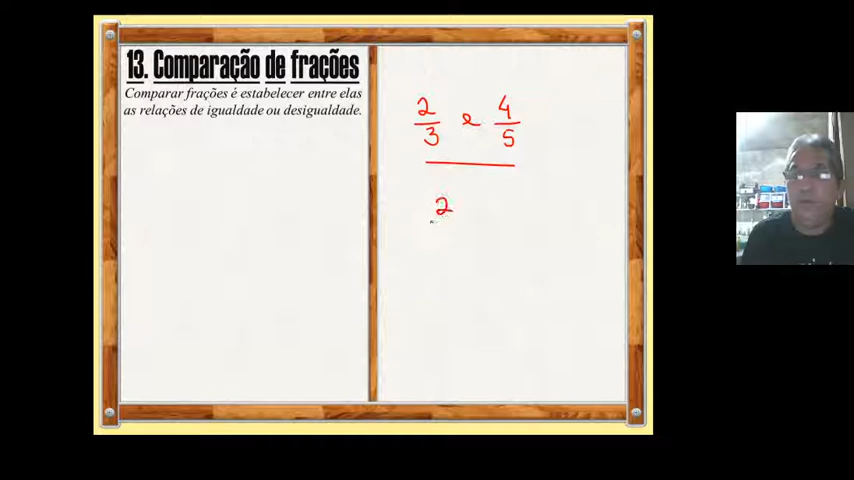 13. Comparação de frações
Comparar frações é estabelecer entre elas
as relações de igualdade ou desigualdade.
2/3 e 4/5
2